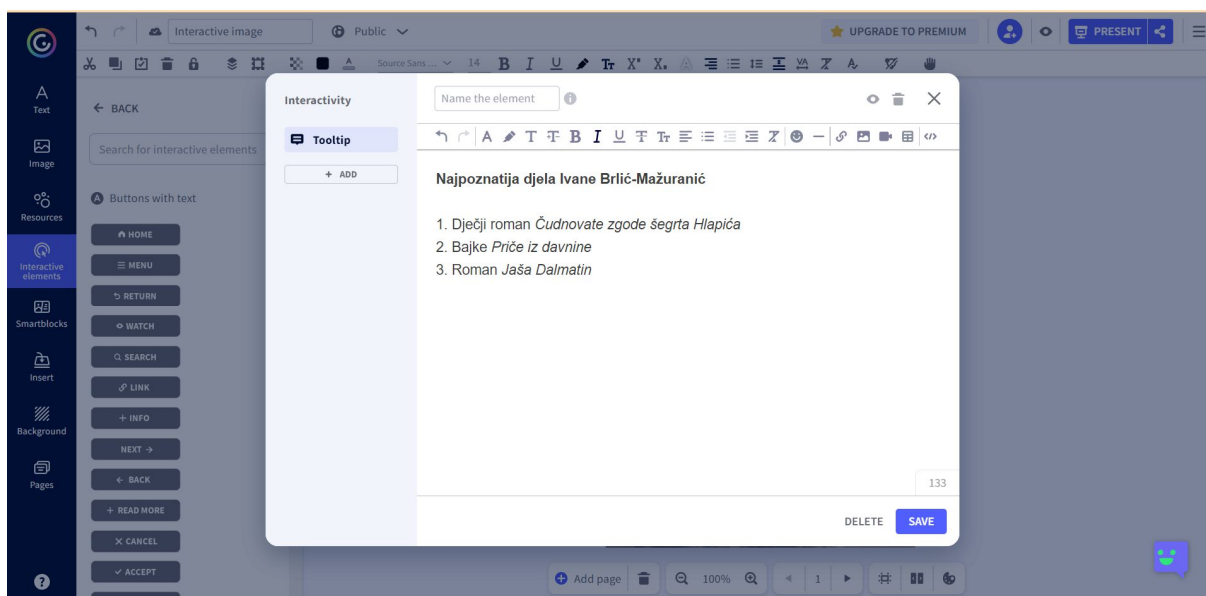 Interactive image
Public
UPGRADE TO PREMIUM
PRESENT
Source Sans ...
14
Text
Image
Resources
Interactive elements
Smartblocks
Insert
Background
Pages
← BACK
Search for interactive elements
A Buttons with text
HOME
MENU
RETURN
WATCH
SEARCH
LINK
+ INFO
NEXT →
← BACK
+ READ MORE
X CANCEL
✓ ACCEPT
Interactivity
Tooltip
+ ADD
Name the element
Najpoznatija djela Ivane Brlić-Mažuranić
1. Dječji roman Čudnovate zgode šegrta Hlapića
2. Bajke Priče iz davnine
3. Roman Jaša Dalmatin
133
DELETE
SAVE
Add page
100%
1